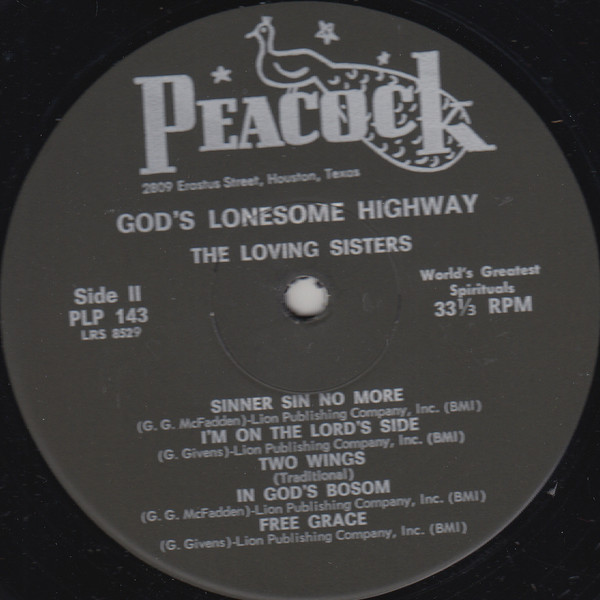 PEACOCK
2809 Erastus Street, Houston, Texas
GOD'S LONESOME HIGHWAY
THE LOVING SISTERS
Side II
PLP 143
LRS 8529
World's Greatest
Spirituals
33⅓ RPM
SINNER SIN NO MORE
(G. G. McFadden)-Lion Publishing Company, Inc. (BMI)
I'M ON THE LORD'S SIDE
(G. Givens)-Lion Publishing Company, Inc. (BMI)
TWO WINGS
(Traditional)
IN GOD'S BOSOM
(G. G. McFadden)-Lion Publishing Company, Inc. (BMI)
FREE GRACE
(G. Givens)-Lion Publishing Company, Inc. (BMI)